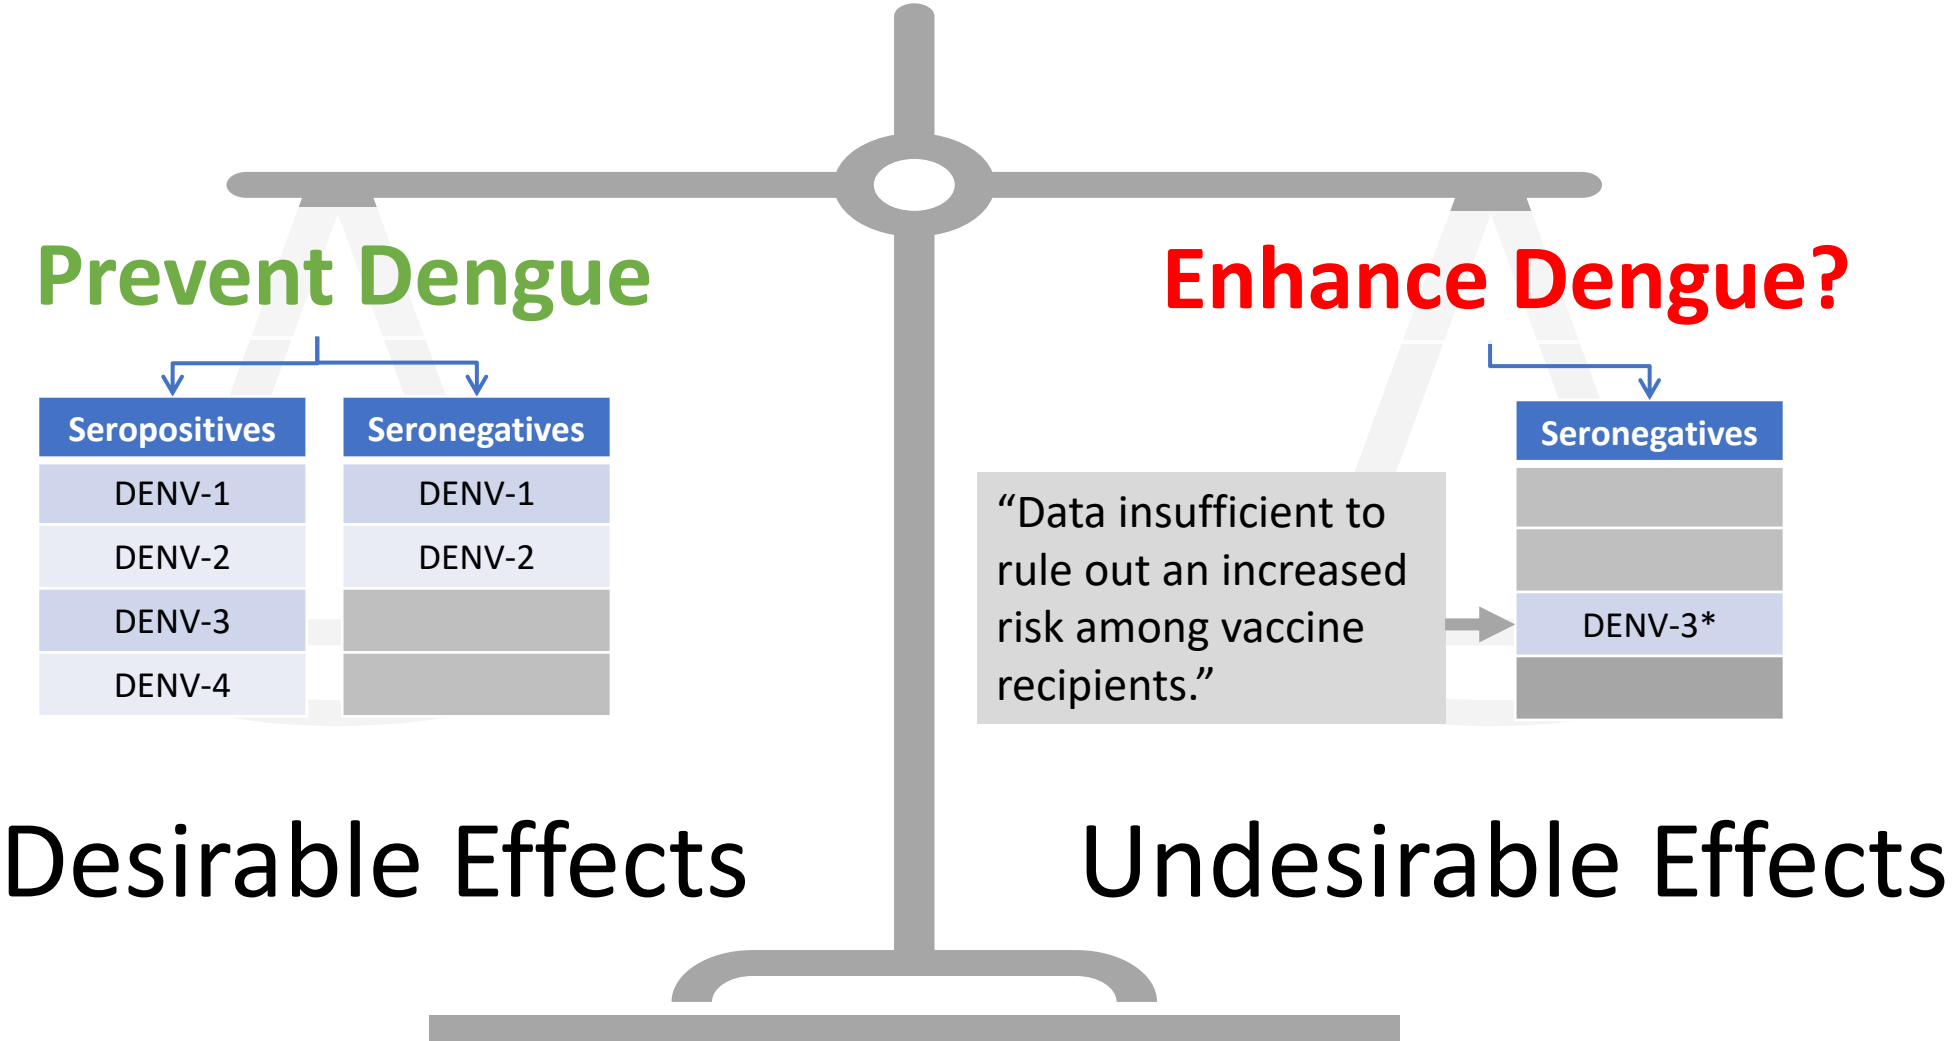 Prevent Dengue
Seropositives
DENV-1
DENV-2
DENV-3
DENV-4
Seronegatives
DENV-1
DENV-2
Desirable Effects
Enhance Dengue?
Seronegatives
“Data insufficient to
rule out an increased
risk among vaccine
recipients.”
DENV-3*
Undesirable Effects